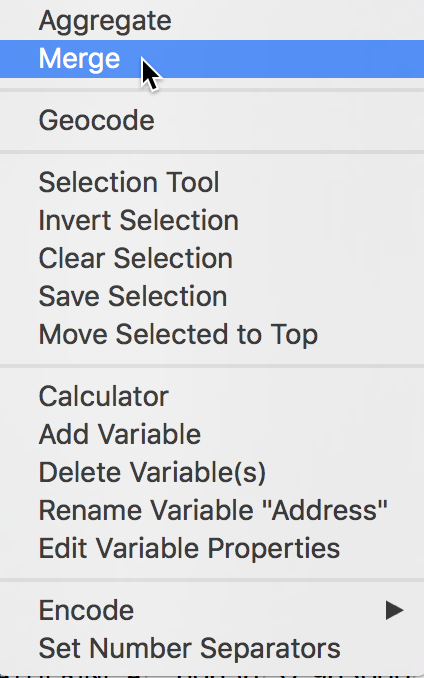 Aggregate
Merge
Geocode
Selection Tool
Invert Selection
Clear Selection
Save Selection
Move Selected to Top
Calculator
Add Variable
Delete Variable(s)
Rename Variable "Address"
Edit Variable Properties
Encode
Set Number Separators